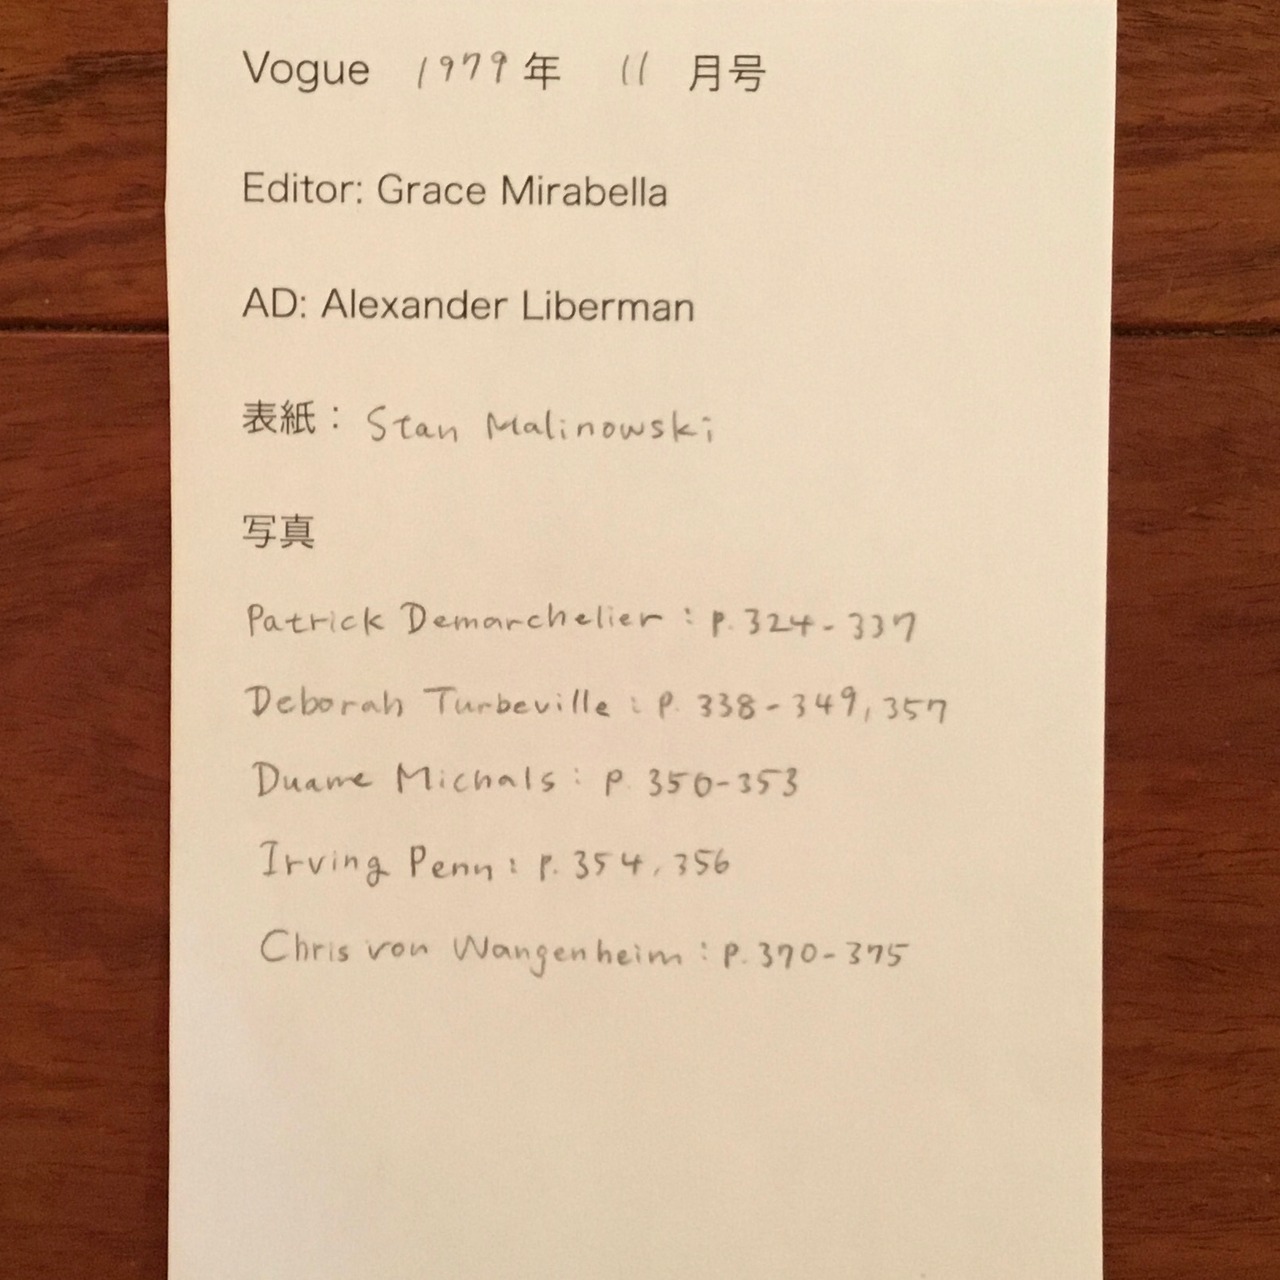 Vogue 1979年 11 月号
Editor: Grace Mirabella
AD: Alexander Liberman
表紙： Stan Malinowski
写真
Patrick Demarchelier : p. 324-337
Deborah Turbeville : p. 338-349, 357
Duane Michals : p. 350-353
Irving Penn : p. 354, 356
Chris von Wangenheim : p. 370-375